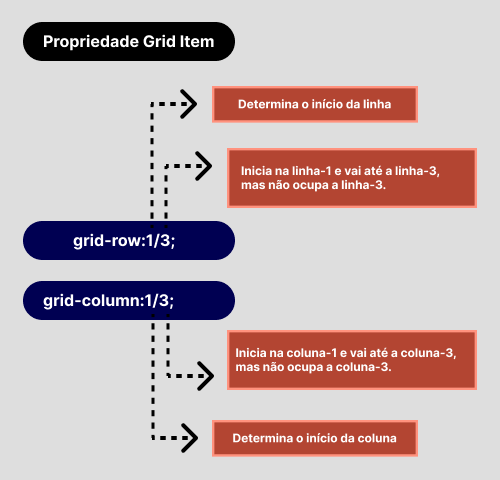 Propriedade Grid Item
Determina o início da linha
Inicia na linha-1 e vai até a linha-3,
mas não ocupa a linha-3.
grid-row:1/3;
grid-column:1/3;
Inicia na coluna-1 e vai até a coluna-3,
mas não ocupa a coluna-3.
Determina o início da coluna